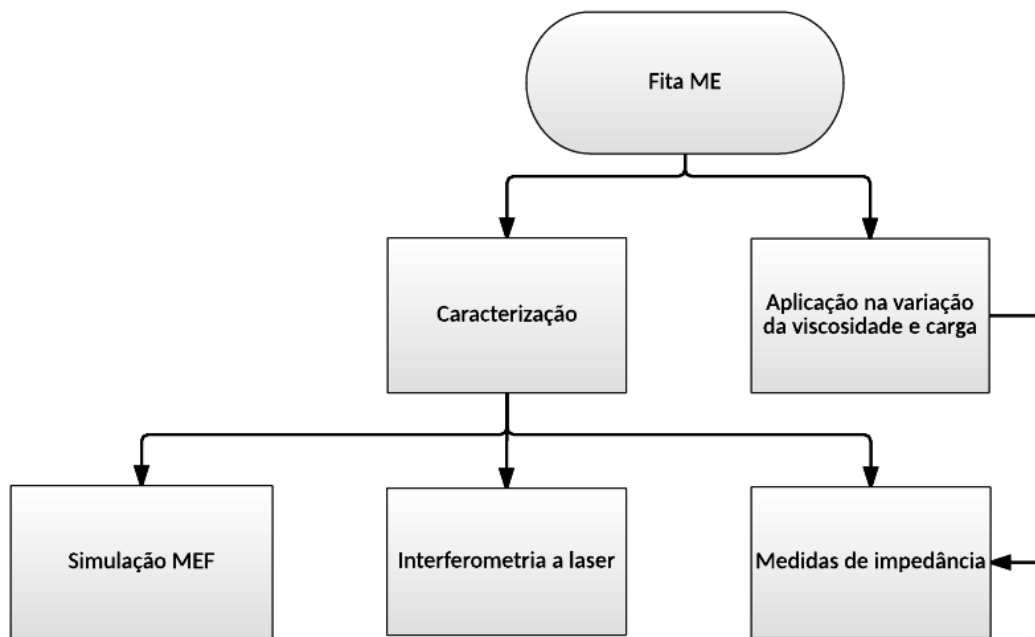 Fita ME
Caracterização
Aplicação na variação
da viscosidade e carga
Simulação MEF
Interferometria a laser
Medidas de impedância